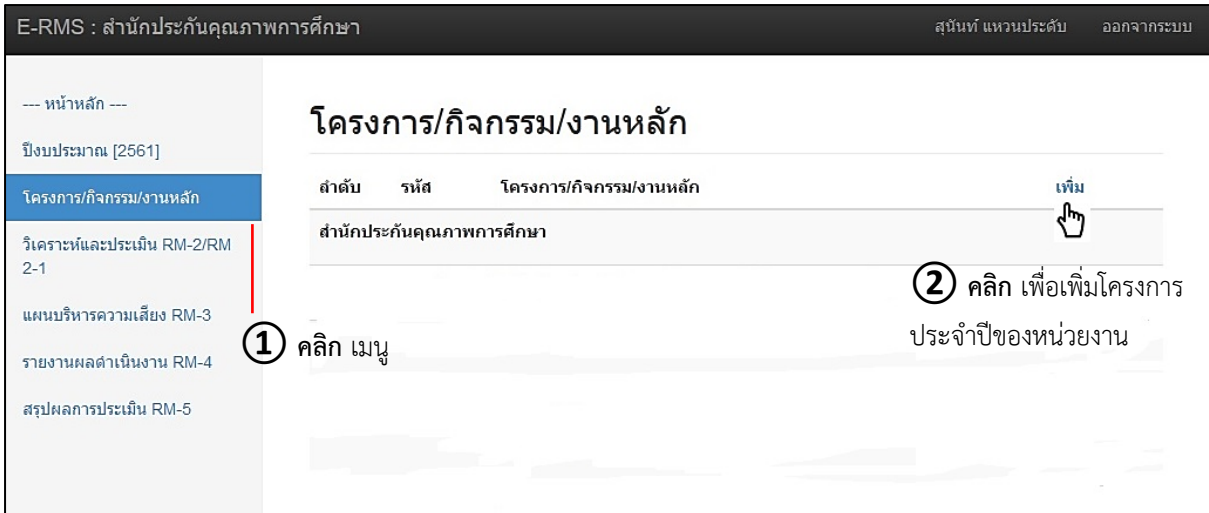 E-RMS : สำนักประกันคุณภาพการศึกษา
สุนันท์ แหวนประดับ ออกจากระบบ
--- หน้าหลัก ---
ปีงบประมาณ [2561]
โครงการ/กิจกรรม/งานหลัก
วิเคราะห์และประเมิน RM-2/RM
2-1
แผนบริหารความเสี่ยง RM-3
รายงานผลดำเนินงาน RM-4
สรุปผลการประเมิน RM-5
โครงการ/กิจกรรม/งานหลัก
ลำดับ รหัส โครงการ/กิจกรรม/งานหลัก เพิ่ม
สำนักประกันคุณภาพการศึกษา
① คลิก เมนู
② คลิก เพื่อเพิ่มโครงการ
ประจำปีของหน่วยงาน